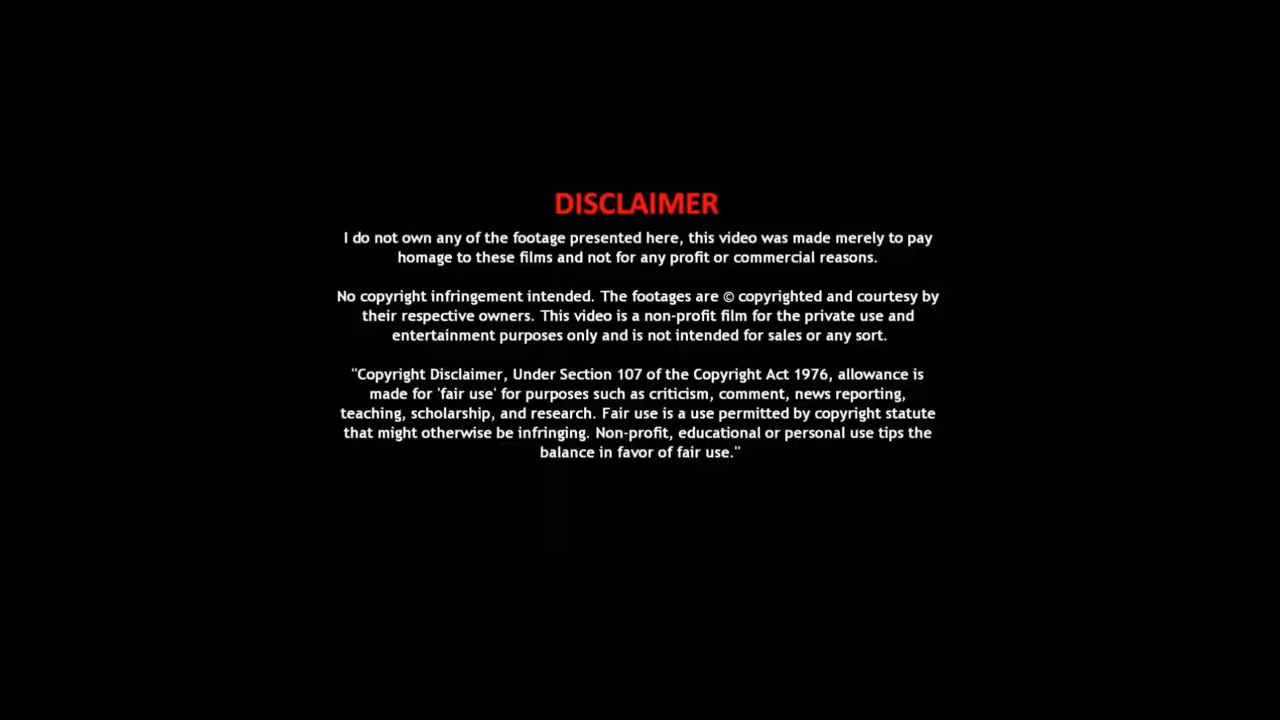 DISCLAIMER
I do not own any of the footage presented here, this video was made merely to pay
homage to these films and not for any profit or commercial reasons.
No copyright infringement intended. The footages are © copyrighted and courtesy by
their respective owners. This video is a non-profit film for the private use and
entertainment purposes only and is not intended for sales or any sort.
"Copyright Disclaimer, Under Section 107 of the Copyright Act 1976, allowance is
made for 'fair use' for purposes such as criticism, comment, news reporting,
teaching, scholarship, and research. Fair use is a use permitted by copyright statute
that might otherwise be infringing. Non-profit, educational or personal use tips the
balance in favor of fair use."